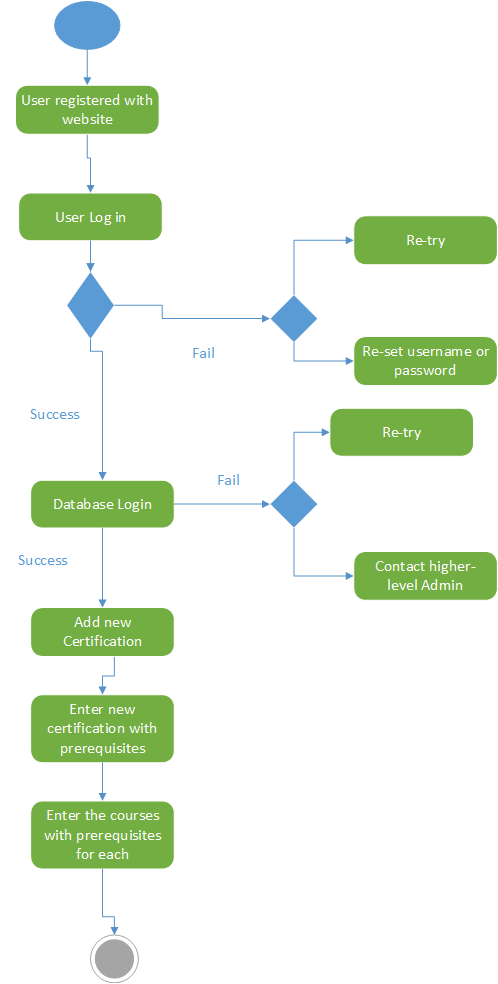 User registered with
website
User Log in
Re-try
Fail
Re-set username or
password
Success
Re-try
Database Login
Fail
Success
Contact higher-
level Admin
Add new
Certification
Enter new
certification with
prerequisites
Enter the courses
with prerequisites
for each